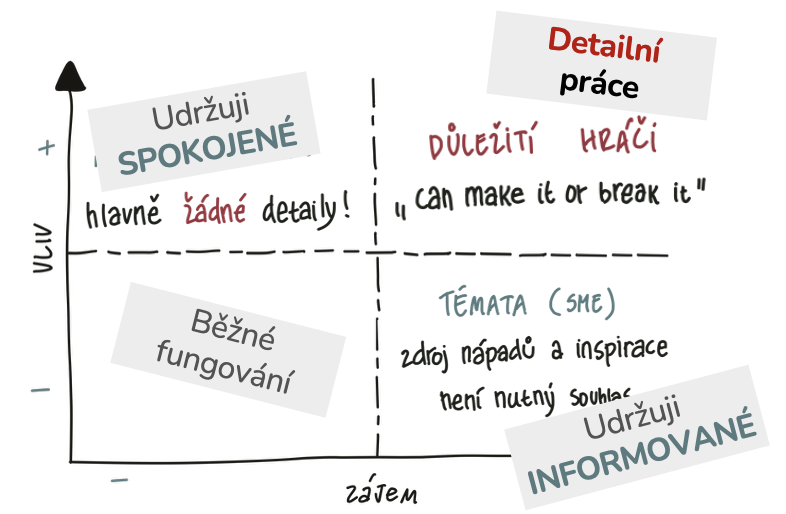 Detailní
práce
Udržuji
SPOKOJENÉ
+
DŮLEŽITÍ HRÁČI
hlavně žádné detaily!
„can make it or break it"
VLIV
Běžné
fungování
TÉMATA (SME)
zdroj nápadů a inspirace
není nutný souhlas
–
Udržuji
INFORMOVANÉ
–
ZÁJEM